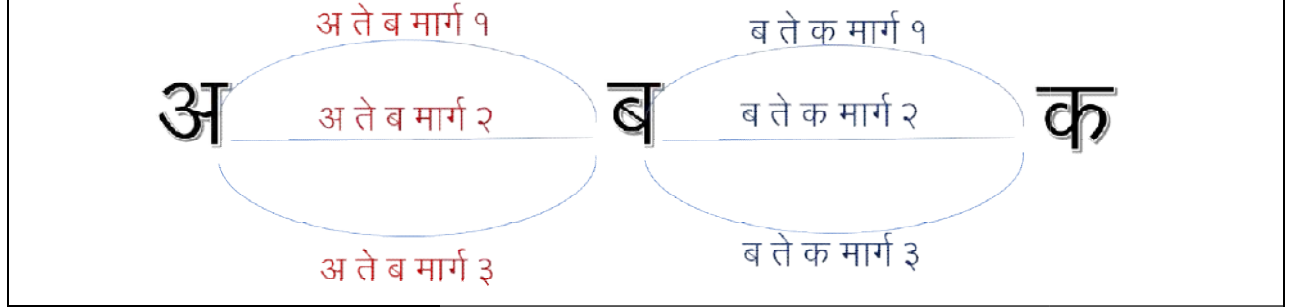 अ ते ब मार्ग १ ब ते क मार्ग १
अ ब क
अ ते ब मार्ग २ ब ते क मार्ग २
अ ते ब मार्ग ३ ब ते क मार्ग ३